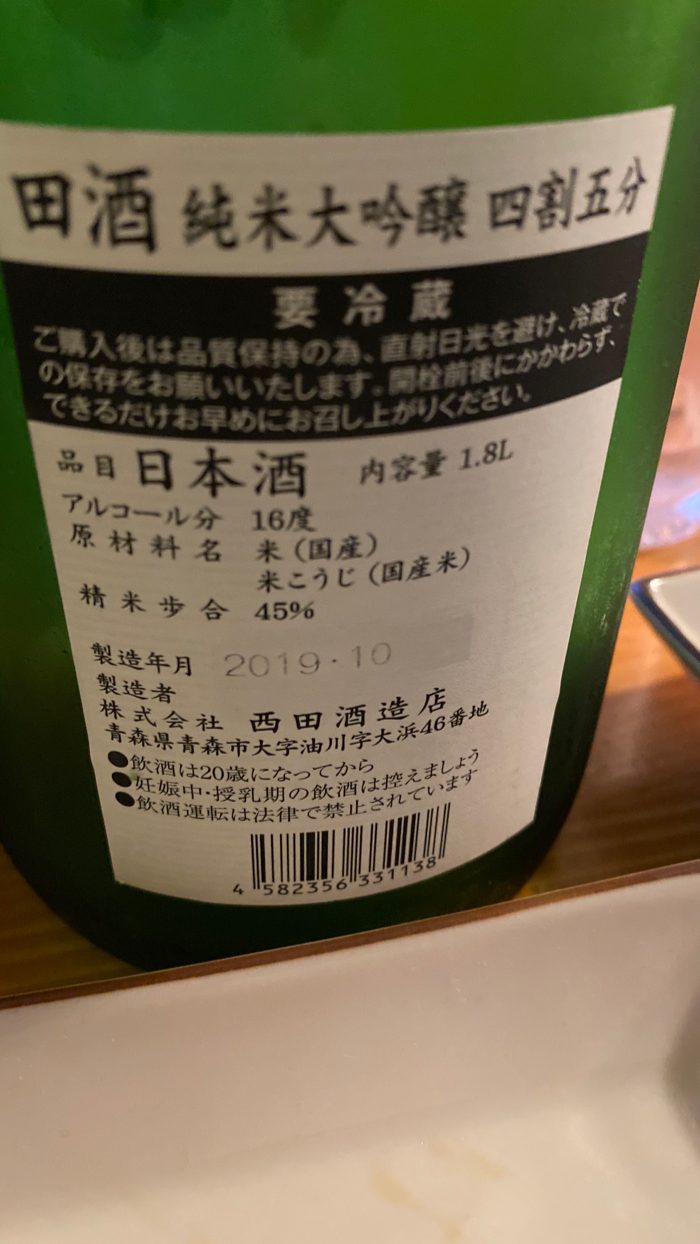 田酒 純米大吟醸 四割五分
要冷蔵
ご購入後は品質保持の為、直射日光を避け、冷蔵で
の保存をお願いいたします。開栓前後にかかわらず、
できるだけお早めにお召し上がりください。
品目 日本酒 内容量 1.8L
アルコール分 16度
原材料名 米(国産)
米こうじ(国産米)
精米歩合 45%
製造年月 2019・10
製造者
株式会社 西田酒造店
青森県青森市大字油川字大浜46番地
●飲酒は20歳になってから
●妊娠中・授乳期の飲酒は控えましょう
●飲酒運転は法律で禁止されています
4 582356 331138